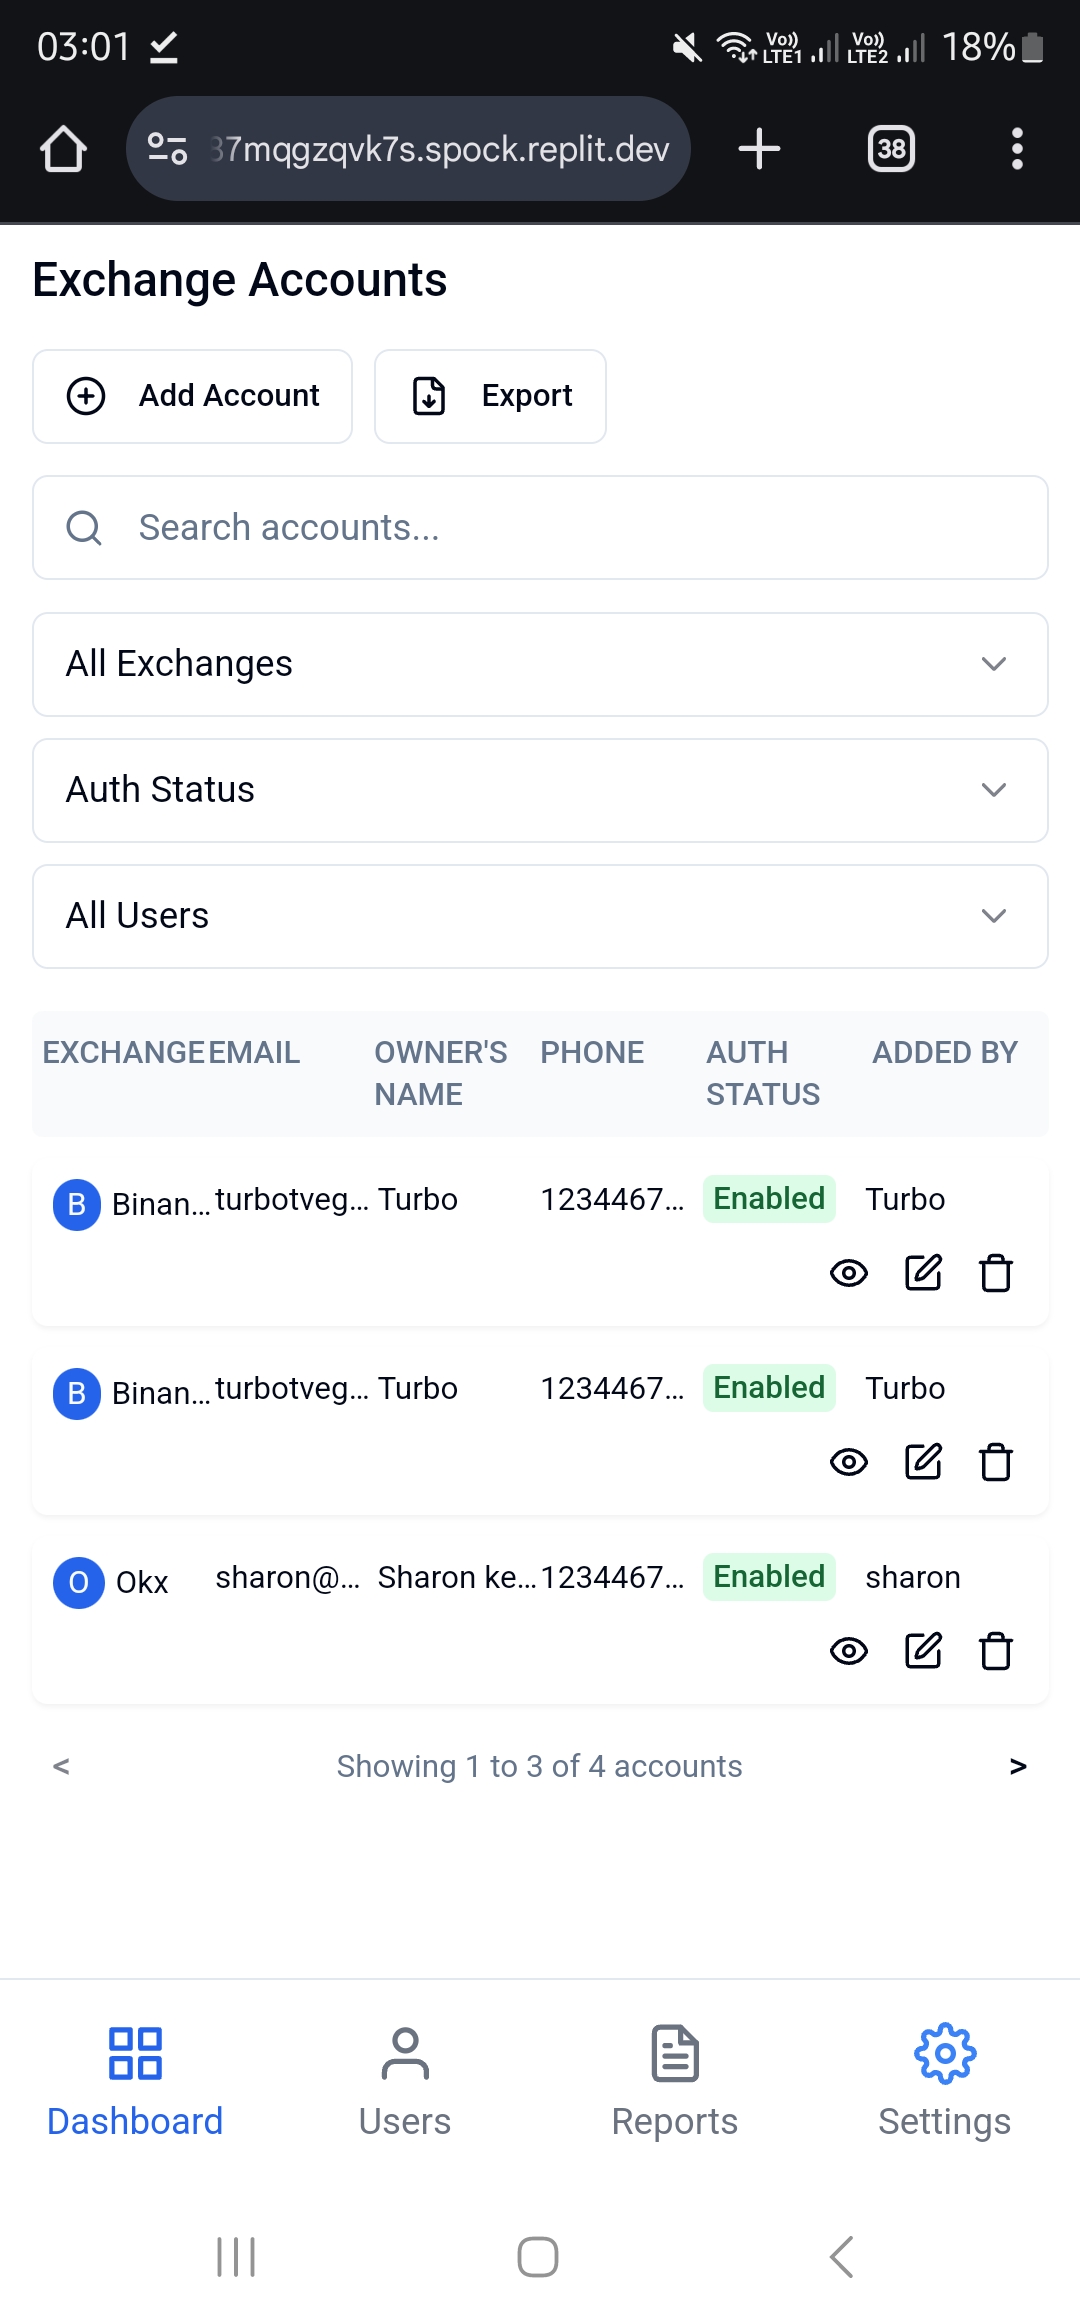 03:01
Vo)) LTE1 Vo)) LTE2 18%
37mqgzqvk7s.spock.replit.dev
38
Exchange Accounts
Add Account Export
Search accounts...
All Exchanges
Auth Status
All Users
EXCHANGE EMAIL OWNER'S NAME PHONE AUTH STATUS ADDED BY
B Binan... turbotveg... Turbo 1234467... Enabled Turbo
B Binan... turbotveg... Turbo 1234467... Enabled Turbo
O Okx sharon@... Sharon ke... 1234467... Enabled sharon
< Showing 1 to 3 of 4 accounts >
Dashboard Users Reports Settings